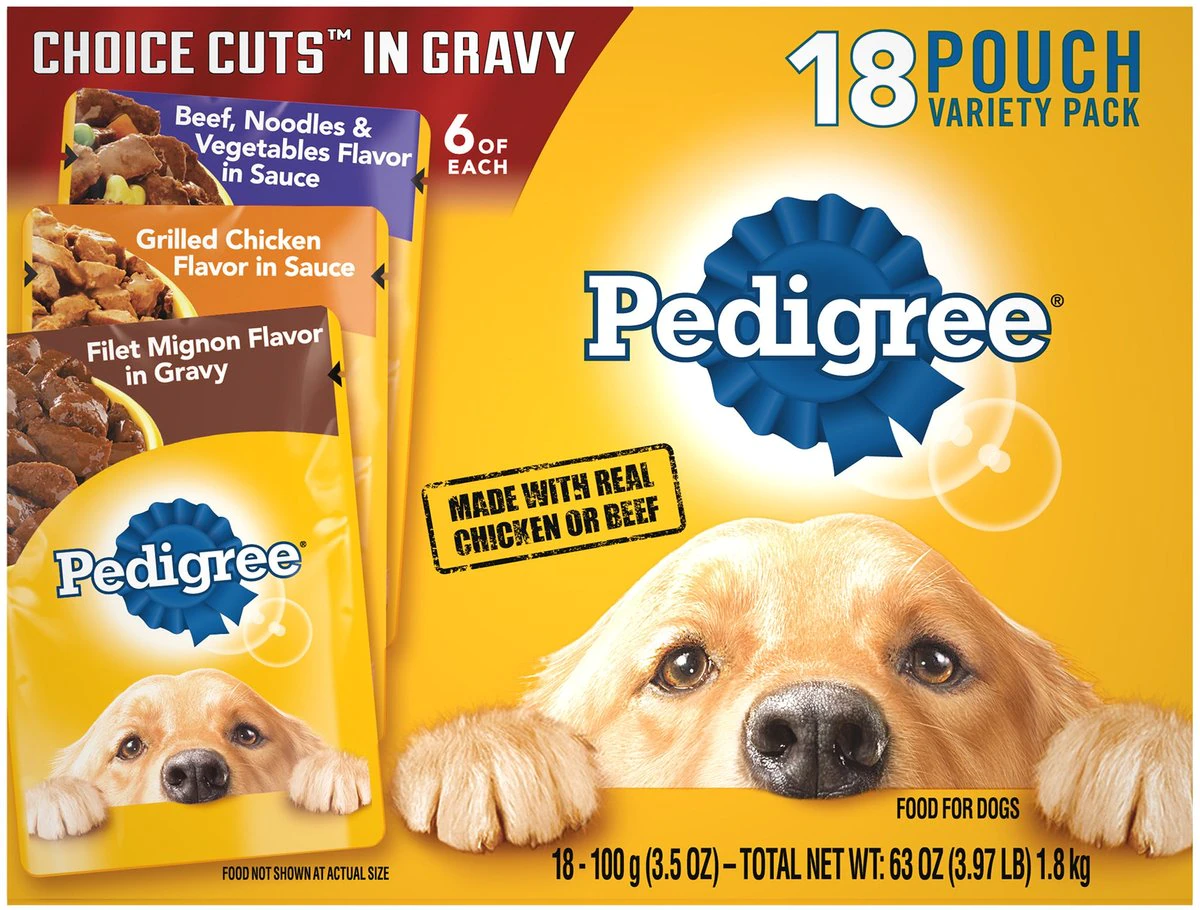 CHOICE CUTS™ IN GRAVY
18 POUCH
VARIETY PACK
6 OF
EACH
Beef, Noodles &
Vegetables Flavor
in Sauce
Grilled Chicken
Flavor in Sauce
Filet Mignon Flavor
in Gravy
Pedigree®
MADE WITH REAL
CHICKEN OR BEEF
Pedigree®
FOOD FOR DOGS
FOOD NOT SHOWN AT ACTUAL SIZE
18 - 100 g (3.5 OZ) – TOTAL NET WT: 63 OZ (3.97 LB) 1.8 kg